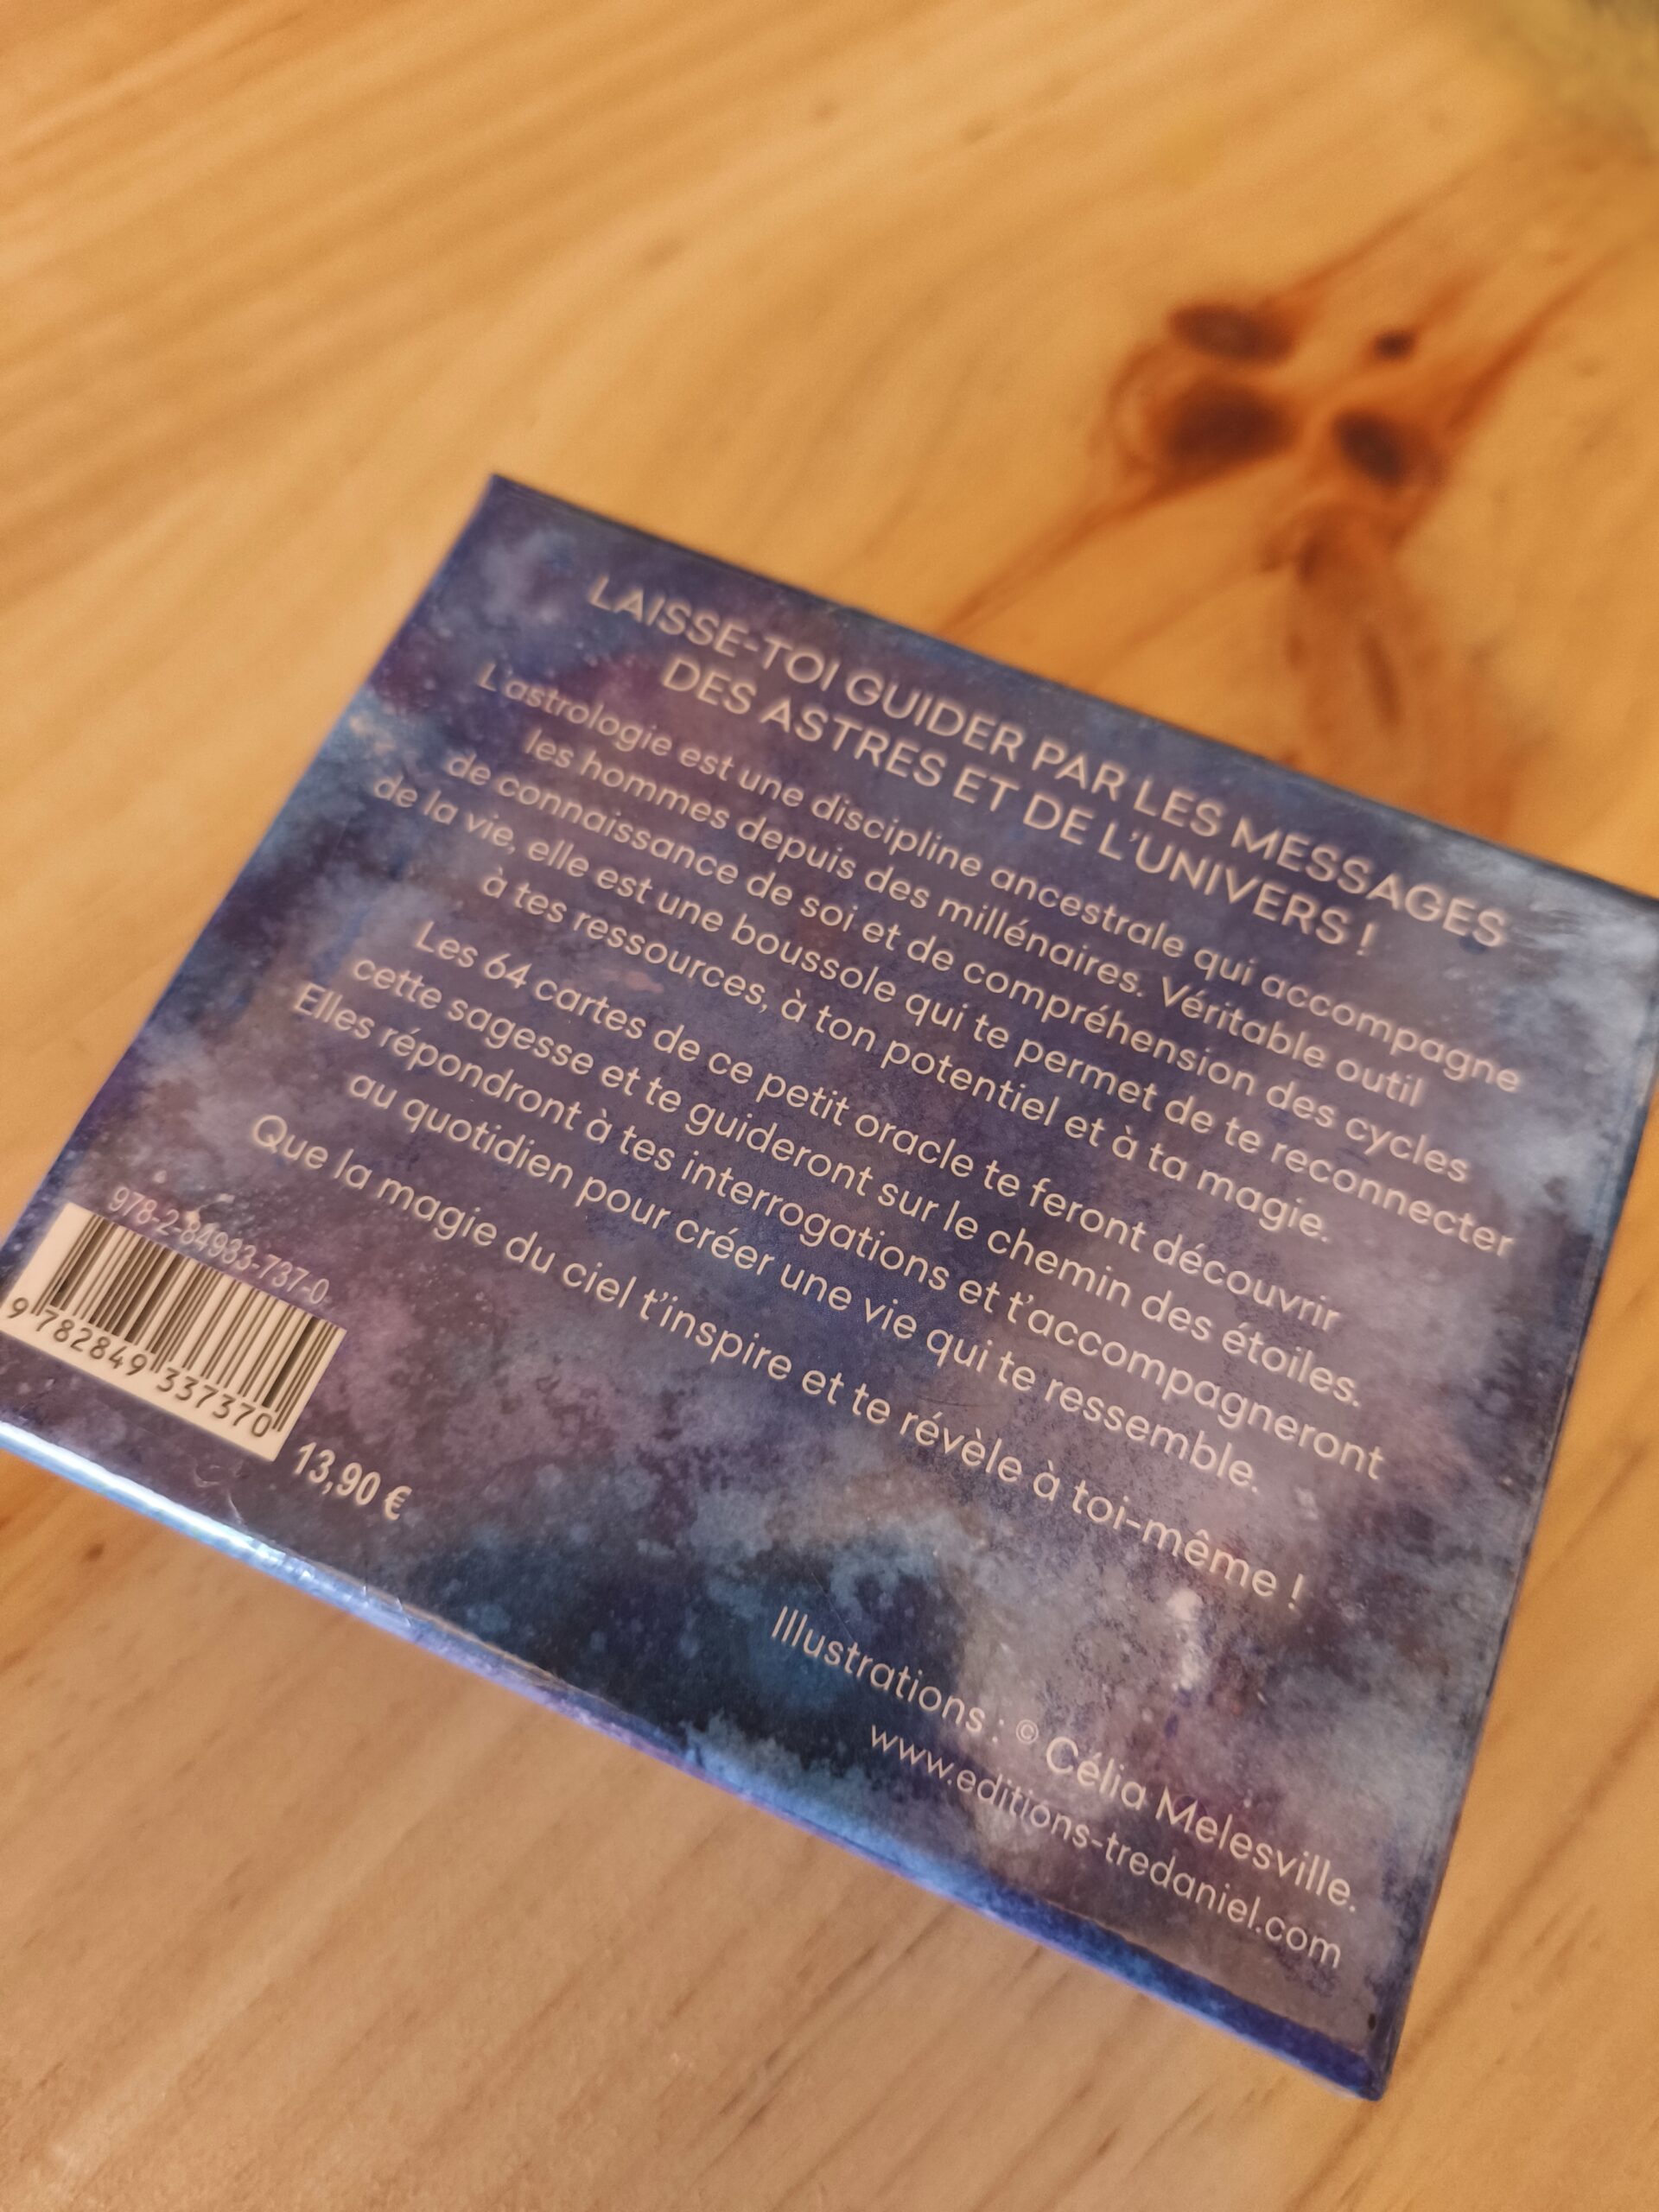 LAISSE-TOI GUIDER PAR LES MESSAGES
DES ASTRES ET DE L'UNIVERS !
L'astrologie est une discipline ancestrale qui accompagne
les hommes depuis des millénaires. Véritable outil
de connaissance de soi et de compréhension des cycles
de la vie, elle est une boussole qui te permet de te reconnecter
à tes ressources, à ton potentiel et à ta magie.
Les 64 cartes de ce petit oracle te feront découvrir
cette sagesse et te guideront sur le chemin des étoiles.
Elles répondront à tes interrogations et t'accompagneront
au quotidien pour créer une vie qui te ressemble.
Que la magie du ciel t'inspire et te révèle à toi-même !
978-2-84933-737-0
9 782849 337370
13,90 €
Illustrations : © Célia Melesville.
www.editions-tredaniel.com